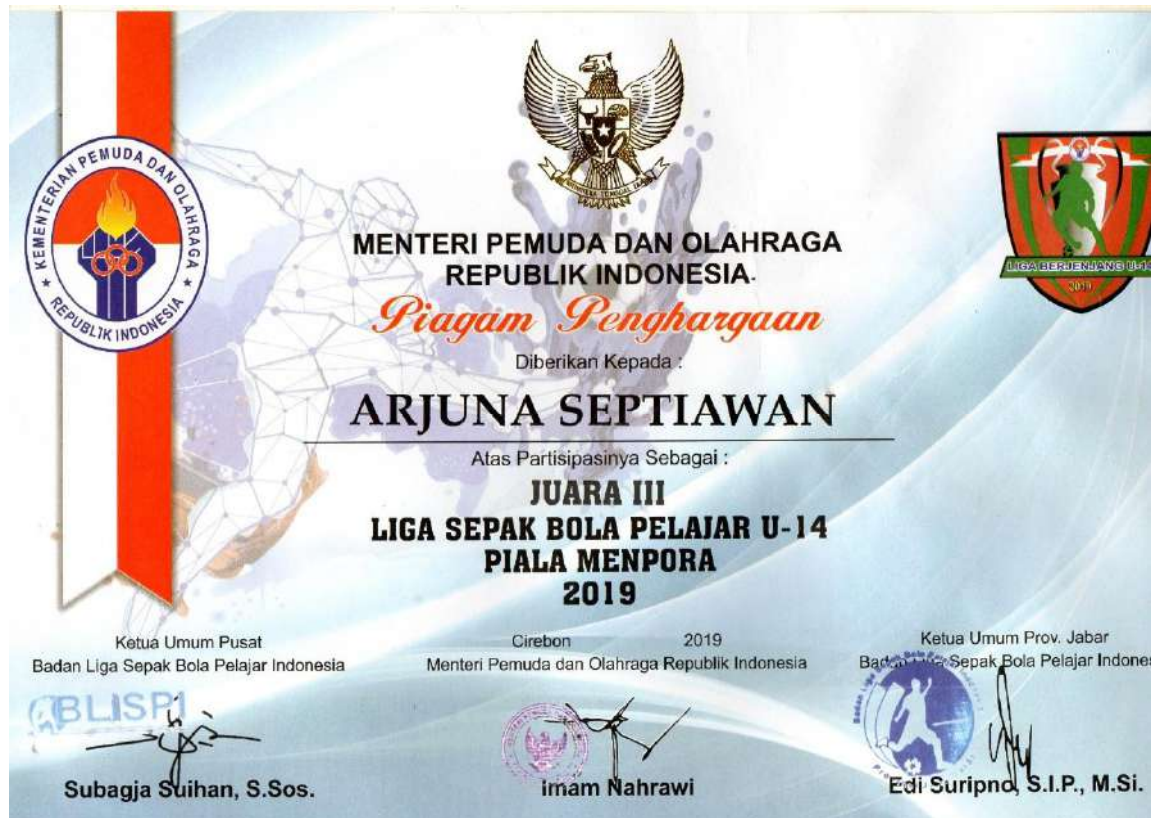 KEMENTERIAN PEMUDA DAN OLAHRAGA
REPUBLIK INDONESIA
LIGA BERJENJANG U-14
2019
MENTERI PEMUDA DAN OLAHRAGA
REPUBLIK INDONESIA
Piagam Penghargaan
Diberikan Kepada :
ARJUNA SEPTIAWAN
Atas Partisipasinya Sebagai :
JUARA III
LIGA SEPAK BOLA PELAJAR U-14
PIALA MENPORA
2019
Ketua Umum Pusat
Badan Liga Sepak Bola Pelajar Indonesia
BLISPI
Subagja Suihan, S.Sos.
Cirebon 2019
Menteri Pemuda dan Olahraga Republik Indonesia
Imam Nahrawi
Ketua Umum Prov. Jabar
Badan Liga Sepak Bola Pelajar Indones
Edi Suripno, S.I.P., M.Si.